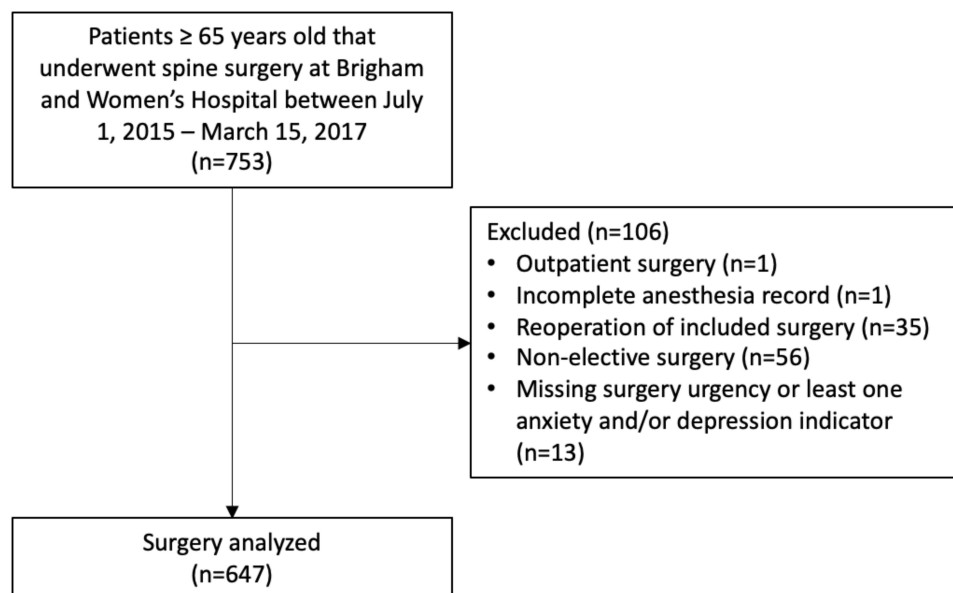 Patients ≥ 65 years old that
underwent spine surgery at Brigham
and Women’s Hospital between July
1, 2015 – March 15, 2017
(n=753)
Excluded (n=106)
• Outpatient surgery (n=1)
• Incomplete anesthesia record (n=1)
• Reoperation of included surgery (n=35)
• Non-elective surgery (n=56)
• Missing surgery urgency or least one
anxiety and/or depression indicator
(n=13)
Surgery analyzed
(n=647)